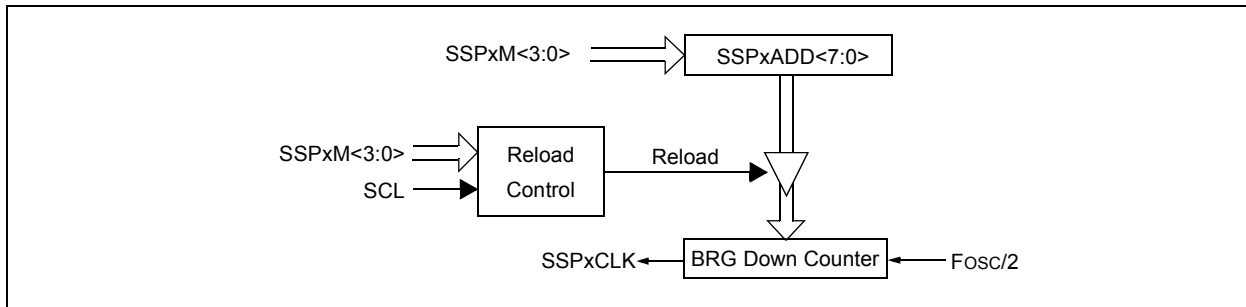 SSPxM<3:0>
SSPxADD<7:0>
SSPxM<3:0>
SCL
Reload
Control
Reload
SSPxCLK
BRG Down Counter
FOSC/2